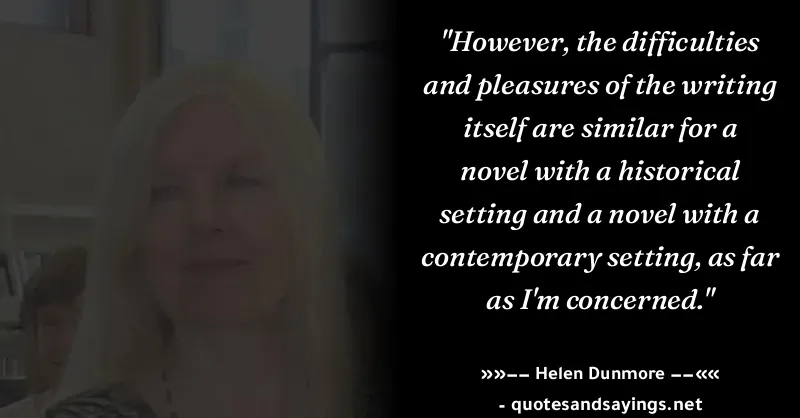 "However, the difficulties
and pleasures of the writing
itself are similar for a
novel with a historical
setting and a novel with a
contemporary setting, as far
as I'm concerned."
»»–– Helen Dunmore ––««
- quotesandsayings.net